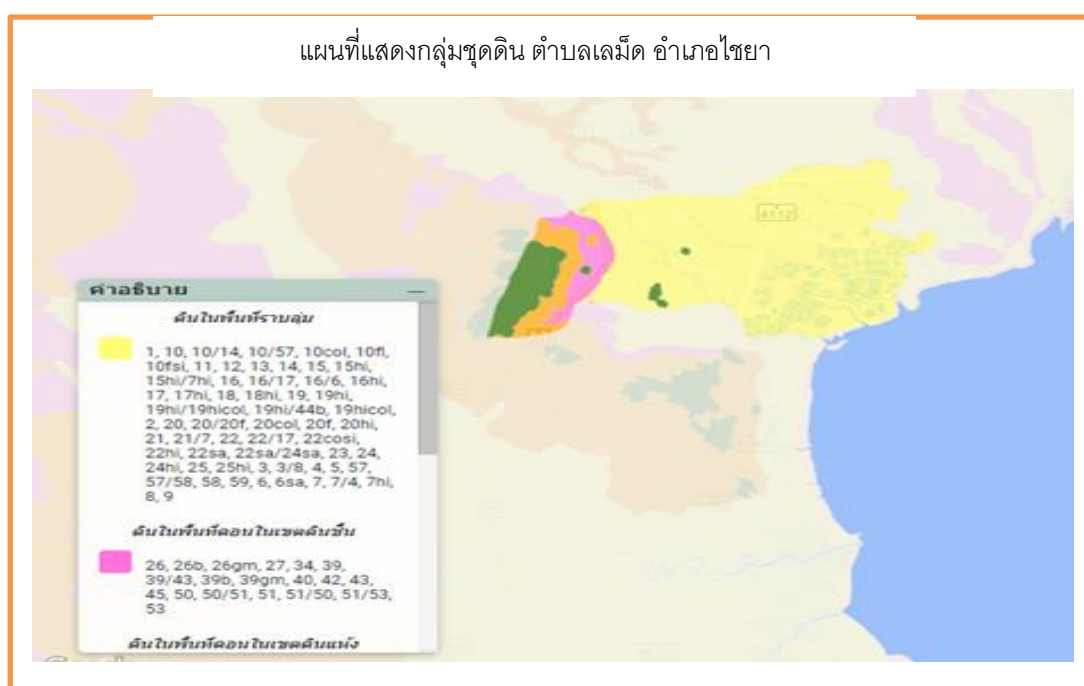 แผนที่แสดงกลุ่มชุดดิน ตำบลเลม็ด อำเภอไชยา
4112
คำอธิบาย
ดินในพื้นที่ราบลุ่ม
1, 10, 10/14, 10/57, 10col, 10fl,
10fsi, 11, 12, 13, 14, 15, 15hi,
15hi/7hi, 16, 16/17, 16/6, 16hi,
17, 17hi, 18, 18hi, 19, 19hi,
19hi/19hicol, 19hi/44b, 19hicol,
2, 20, 20/20f, 20col, 20f, 20hi,
21, 21/7, 22, 22/17, 22cosi,
22hi, 22sa, 22sa/24sa, 23, 24,
24hi, 25, 25hi, 3, 3/8, 4, 5, 57,
57/58, 58, 59, 6, 6sa, 7, 7/4, 7hi,
8, 9
ดินในพื้นที่ดอนในเขตดินชื้น
26, 26b, 26gm, 27, 34, 39,
39/43, 39b, 39gm, 40, 42, 43,
45, 50, 50/51, 51, 51/50, 51/53,
53
ดินในพื้นที่ดอนในเขตดินแห้ง